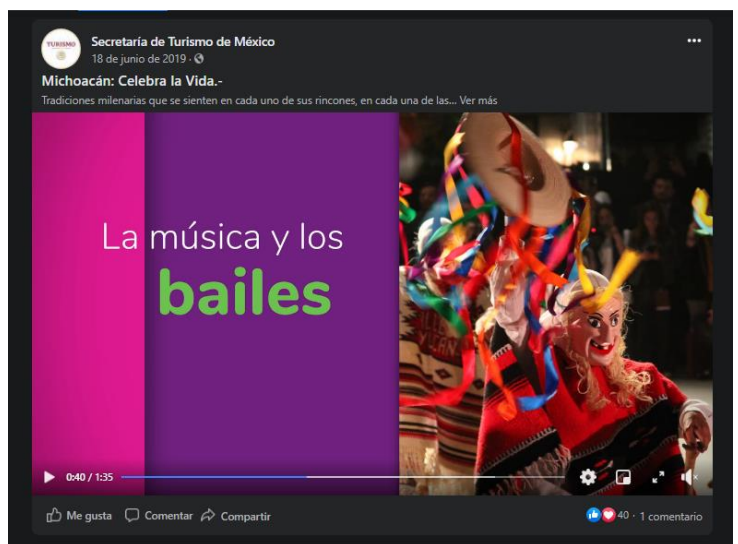 TURISMO
Secretaría de Turismo de México
18 de junio de 2019 ·
Michoacán: Celebra la Vida.-
Tradiciones milenarias que se sienten en cada uno de sus rincones, en cada una de las... Ver más
La música y los
bailes
0:40 / 1:35
Me gusta Comentar Compartir 40 · 1 comentario